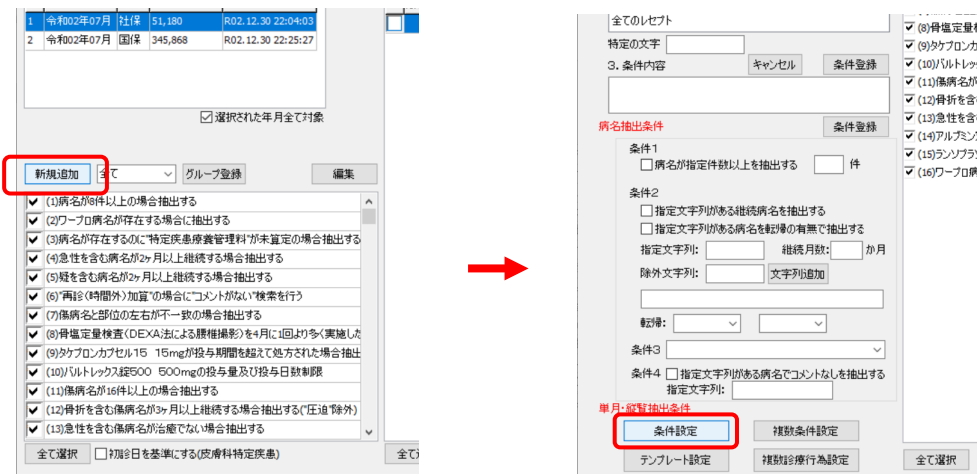 1 令和02年07月 社保 51,180 R02.12.30 22:04:03
2 令和02年07月 国保 345,868 R02.12.30 22:25:27
選択された年月全て対象
新規追加 全て グループ登録 編集
(1)病名が8件以上の場合抽出する
(2)ワープロ病名が存在する場合に抽出する
(3)病名が存在するのに"特定疾患療養管理料"が未算定の場合抽出する
(4)急性を含む病名が2ヶ月以上継続する場合抽出する
(5)疑を含む病名が2ヶ月以上継続する場合抽出する
(6)"再診(時間外)加算"の場合に"コメントがない"検索を行う
(7)傷病名と部位の左右が不一致の場合抽出する
(8)骨塩定量検査(DEXA法による腰椎撮影)を4月に1回より多く実施した
(9)タケプロンカプセル15 15mgが投与期間を超えて処方された場合抽出
(10)バルトレックス錠500 500mgの投与量及び投与日数制限
(11)傷病名が16件以上の場合抽出する
(12)骨折を含む傷病名が3ヶ月以上継続する場合抽出する("圧迫"除外)
(13)急性を含む傷病名が治癒でない場合抽出する
全て選択 初診日を基準にする(皮膚科特定疾患) 全て
全てのレセプト
特定の文字
3. 条件内容 キャンセル 条件登録
病名抽出条件 条件登録
条件1
病名が指定件数以上を抽出する 件
条件2
指定文字列がある継続病名を抽出する
指定文字列がある病名を転帰の有無で抽出する
指定文字列: 継続月数: か月
除外文字列: 文字列追加
転帰:
条件3
条件4 指定文字列がある病名でコメントなしを抽出する
指定文字列:
単月・縦覧抽出条件
条件設定 複数条件設定
テンプレート設定 複数診療行為設定
(8)骨塩定量
(9)タケプロンカ
(10)バルトレッ
(11)傷病名が
(12)骨折を含
(13)急性を含
(14)アルブミン
(15)ランソプラ
(16)ワープロ病
全て選択